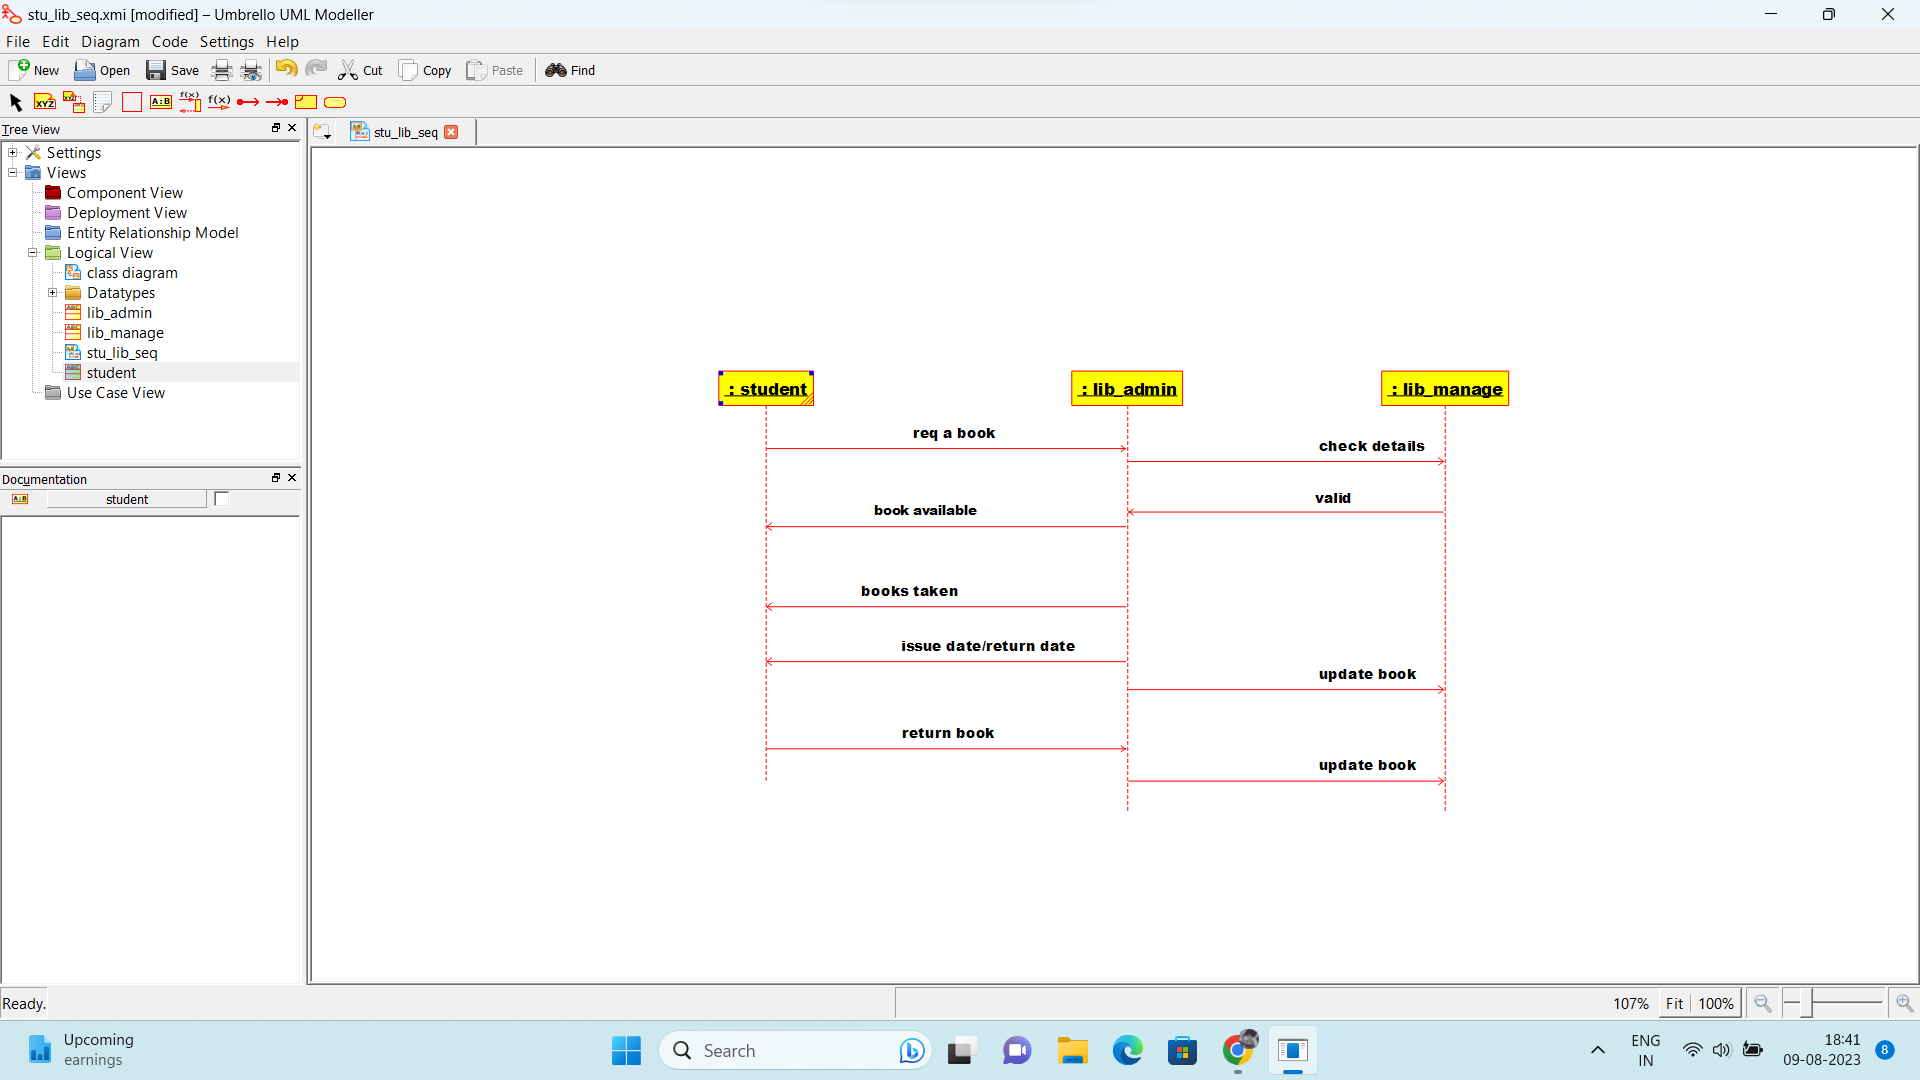 stu_lib_seq.xmi [modified] – Umbrello UML Modeller
File Edit Diagram Code Settings Help
New Open Save Cut Copy Paste Find
XYZ XYZ A:B f(x) f(x)
Tree View
stu_lib_seq
Settings
Views
Component View
Deployment View
Entity Relationship Model
Logical View
class diagram
Datatypes
lib_admin
lib_manage
stu_lib_seq
student
Use Case View
Documentation
A:B student
: student : lib_admin : lib_manage
req a book
check details
valid
book available
books taken
issue date/return date
update book
return book
update book
Ready.
107% Fit 100%
Upcoming
earnings
Search
ENG
IN
18:41
09-08-2023
8